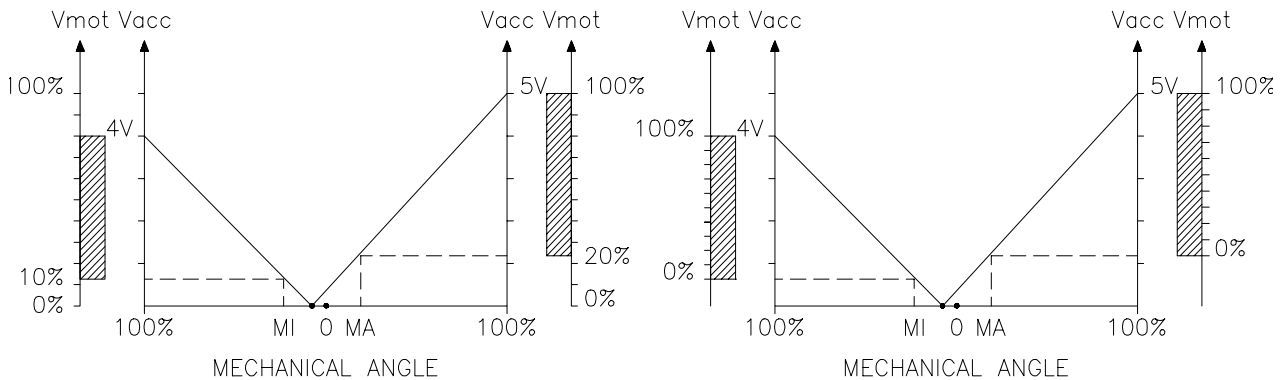 Vmot Vacc Vacc Vmot Vmot Vacc Vacc Vmot
100% 5V 100% 5V 100%
4V 100% 4V
10% 20% 0% 0%
0% 0%
100% MI 0 MA 100% 100% MI 0 MA 100%
MECHANICAL ANGLE MECHANICAL ANGLE